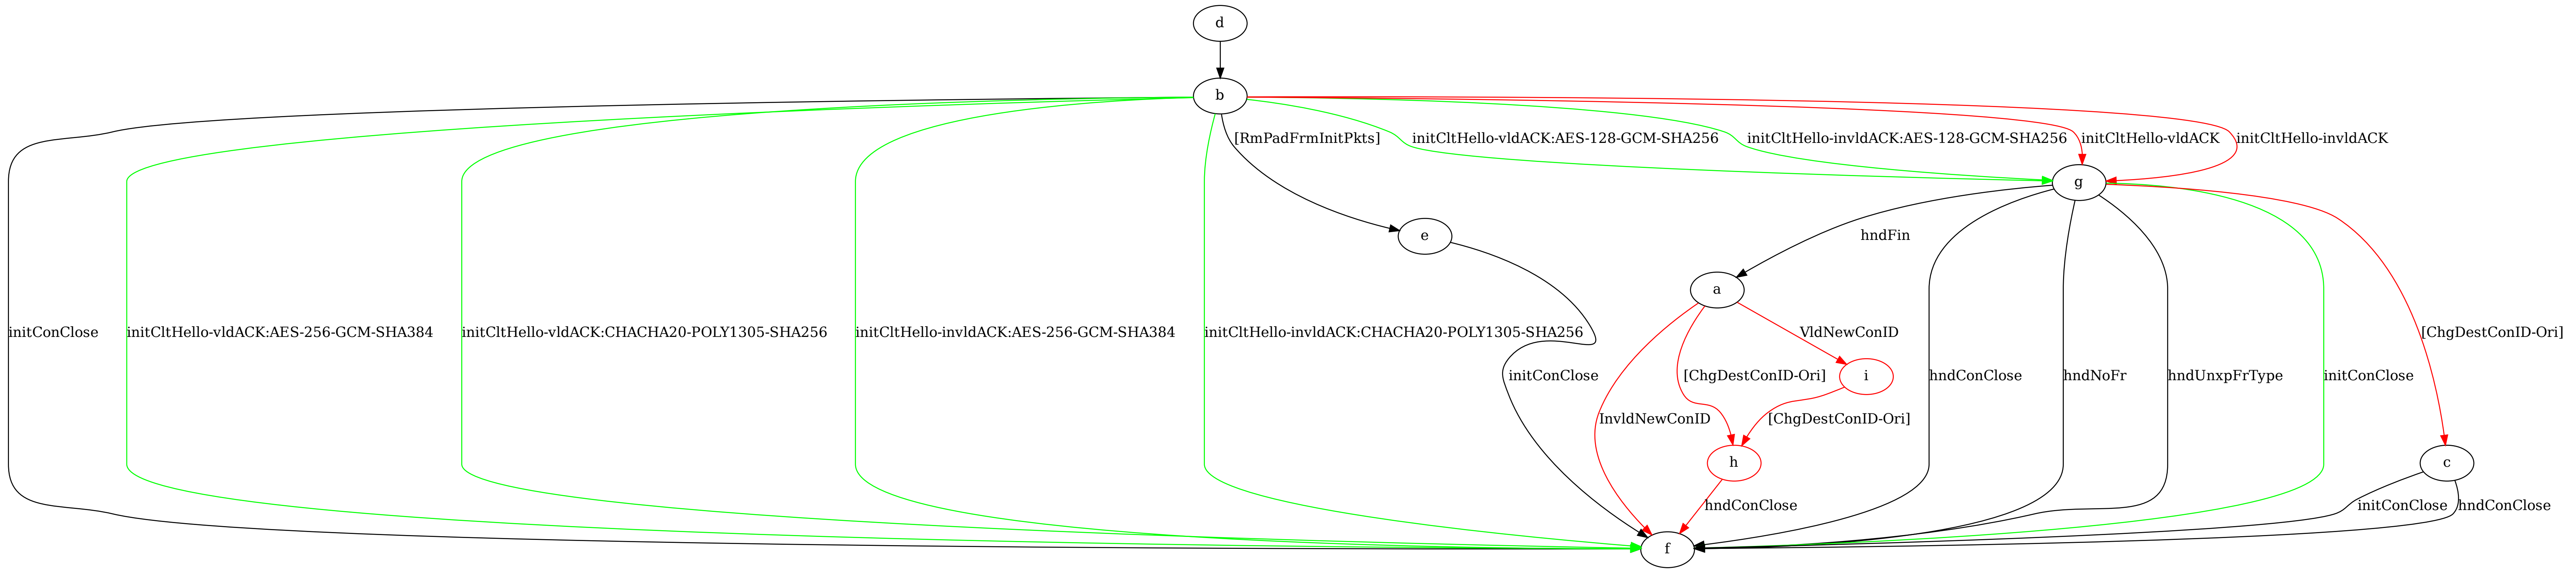 d
b
[RmPadFrmInitPkts]
initCltHello-vldACK:AES-128-GCM-SHA256
initCltHello-invldACK:AES-128-GCM-SHA256
initCltHello-vldACK
initCltHello-invldACK
g
e
hndFin
a
initConClose
initCltHello-vldACK:AES-256-GCM-SHA384
initCltHello-vldACK:CHACHA20-POLY1305-SHA256
initCltHello-invldACK:AES-256-GCM-SHA384
initCltHello-invldACK:CHACHA20-POLY1305-SHA256
VldNewConID
[ChgDestConID-Ori]
initConClose
[ChgDestConID-Ori]
i
hndConClose
hndNoFr
hndUnxpFrType
initConClose
InvldNewConID
[ChgDestConID-Ori]
h
c
hndConClose
initConClose
hndConClose
f